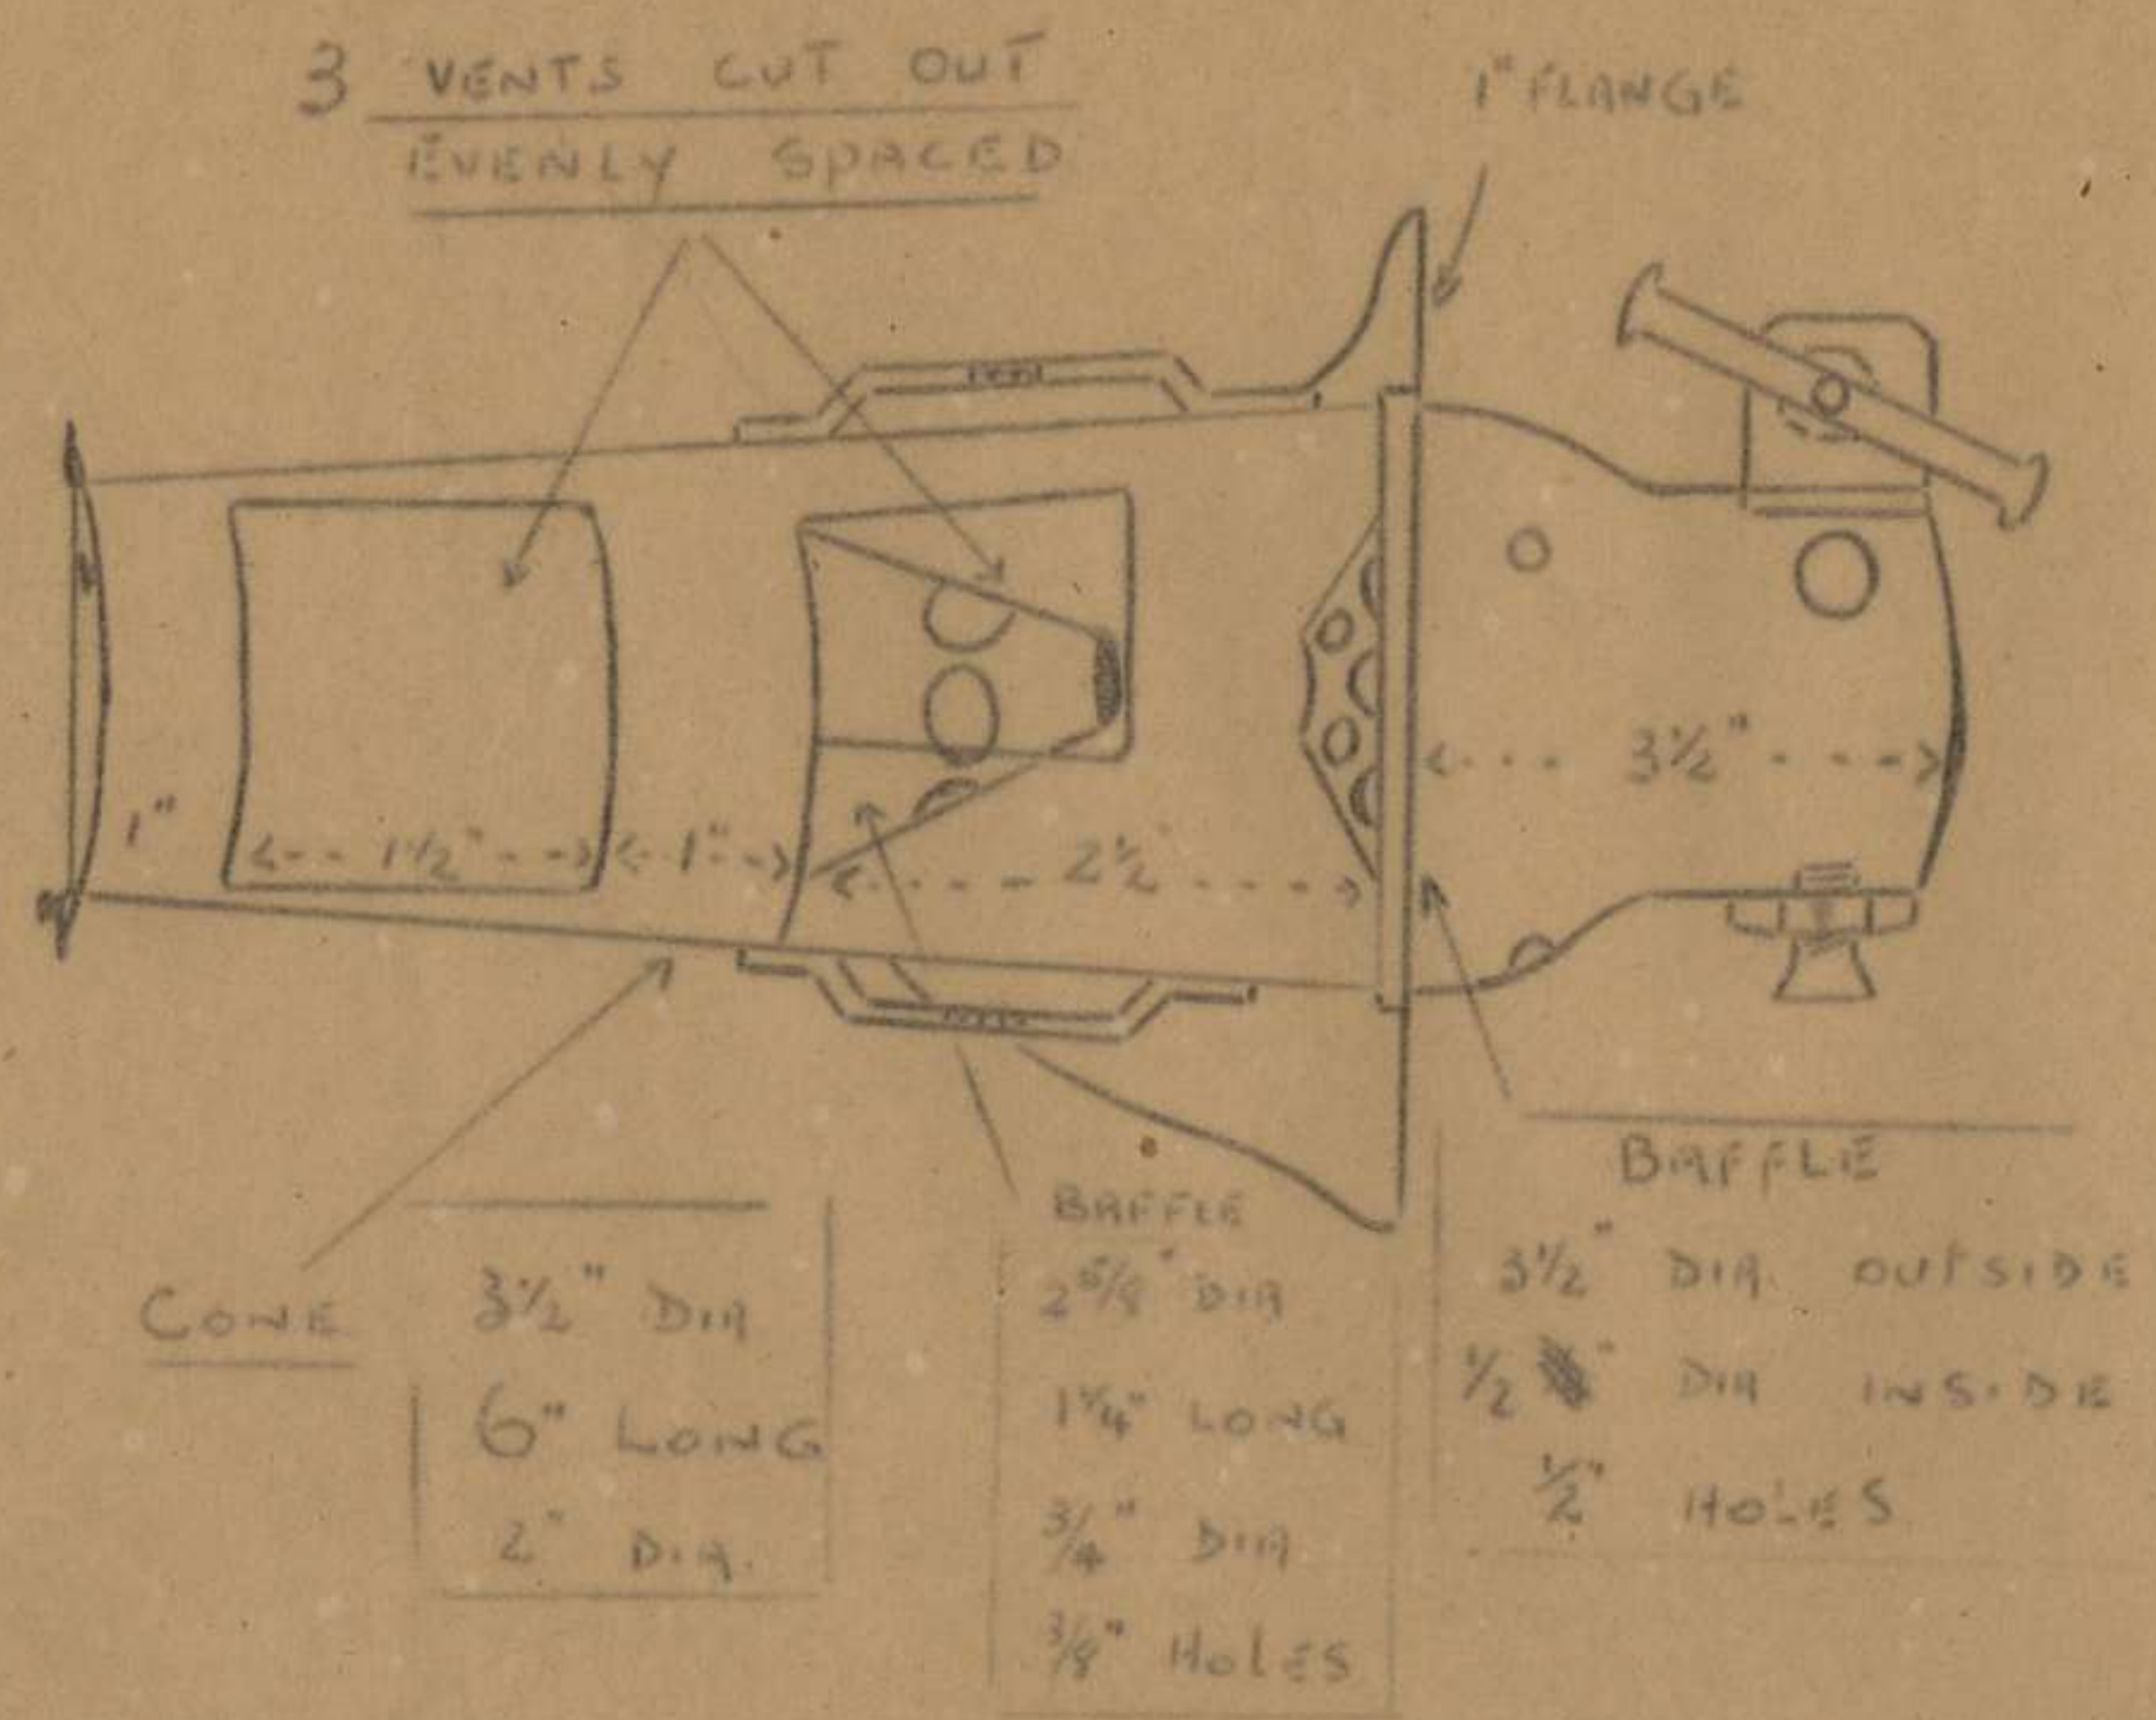 3 VENTS CUT OUT
EVENLY SPACED
1" FLANGE
1"
1½"
1"
2½"
3½"
CONE
3½" DIA
6" LONG
2" DIA.
BAFFLE
2⅝" DIA
1¼" LONG
¾" DIA
⅜" HOLES
BAFFLE
3½" DIA. OUTSIDE
½" DIA INSIDE
½" HOLES